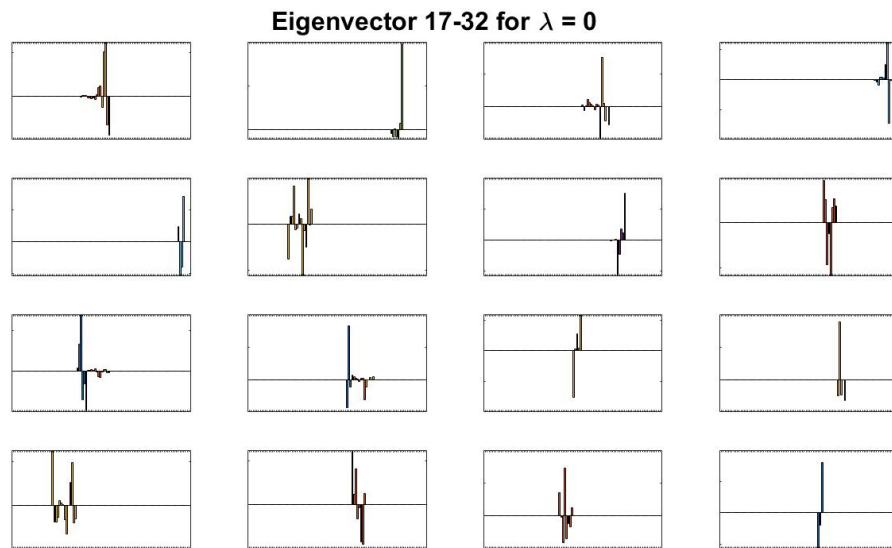 Eigenvector 17-32 for λ = 0